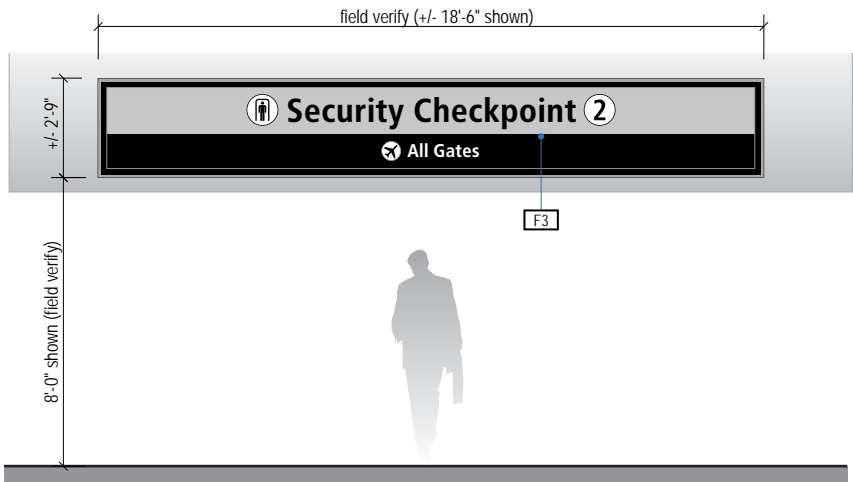 field verify (+/- 18'-6" shown)
+/- 2'-9"
Security Checkpoint 2
All Gates
F3
8'-0" shown (field verify)